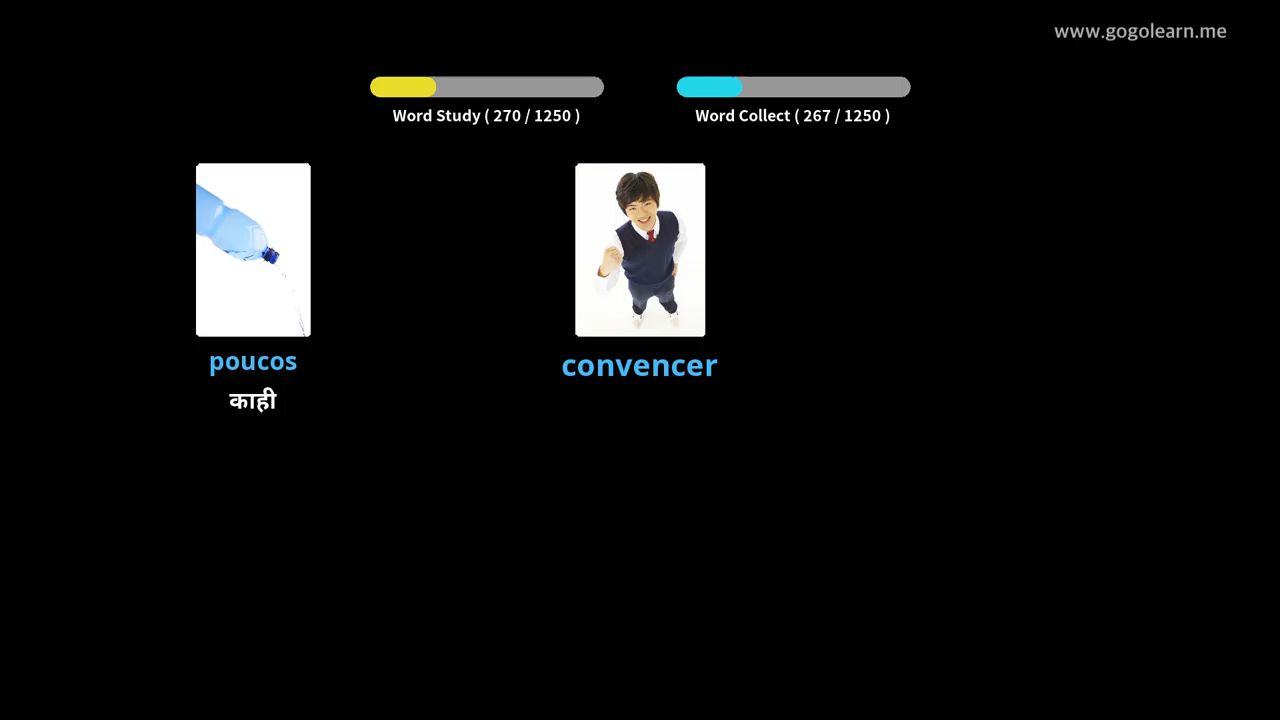 www.gogolearn.me
Word Study ( 270 / 1250 )
Word Collect ( 267 / 1250 )
poucos
काही
convencer